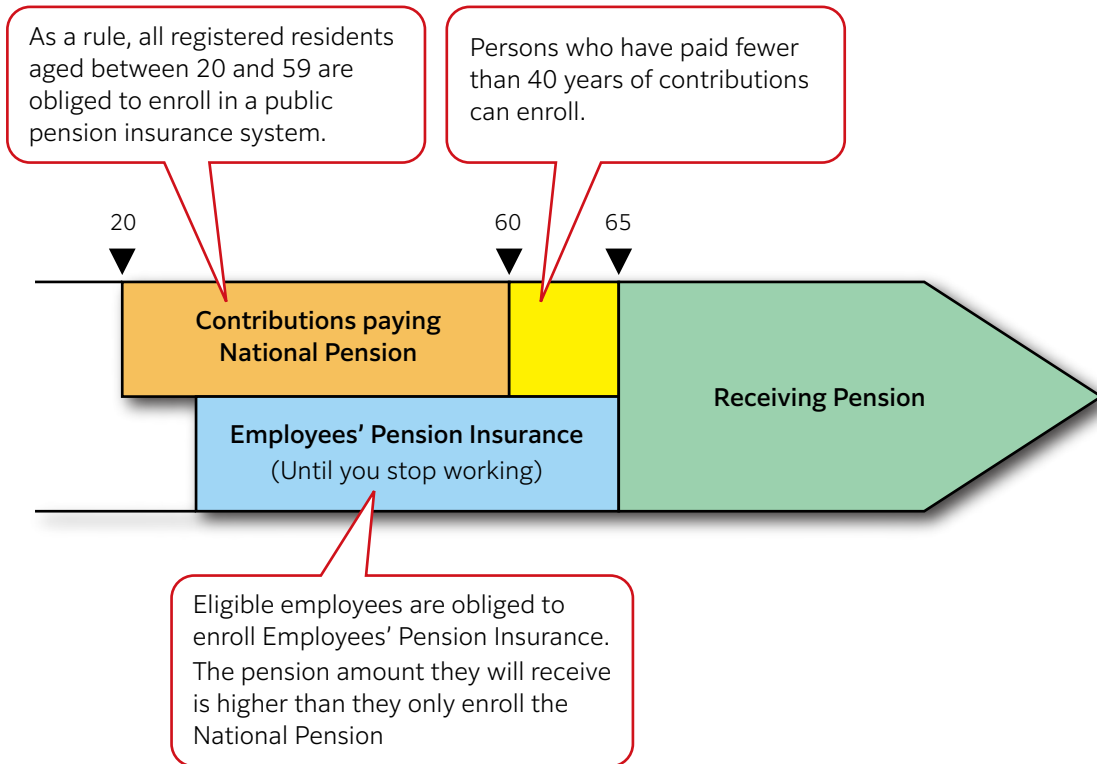 As a rule, all registered residents
aged between 20 and 59 are
obliged to enroll in a public
pension insurance system.
Persons who have paid fewer
than 40 years of contributions
can enroll.
20
60
65
Contributions paying
National Pension
Receiving Pension
Employees’ Pension Insurance
(Until you stop working)
Eligible employees are obliged to
enroll Employees’ Pension Insurance.
The pension amount they will receive
is higher than they only enroll the
National Pension